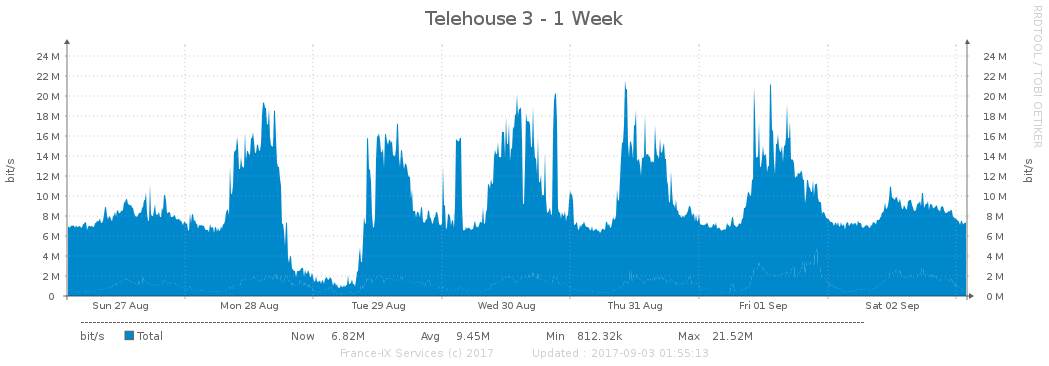 Telehouse 3 - 1 Week
RRDTOOL / TOBI OETIKER
24 M 24 M
22 M 22 M
20 M 20 M
18 M 18 M
16 M 16 M
14 M 14 M
12 M 12 M
10 M 10 M
8 M 8 M
6 M 6 M
4 M 4 M
2 M 2 M
0 0 M
bit/s bit/s
Sun 27 Aug Mon 28 Aug Tue 29 Aug Wed 30 Aug Thu 31 Aug Fri 01 Sep Sat 02 Sep
bit/s Total Now 6.82M Avg 9.45M Min 812.32k Max 21.52M
France-IX Services (c) 2017 Updated : 2017-09-03 01:55:13